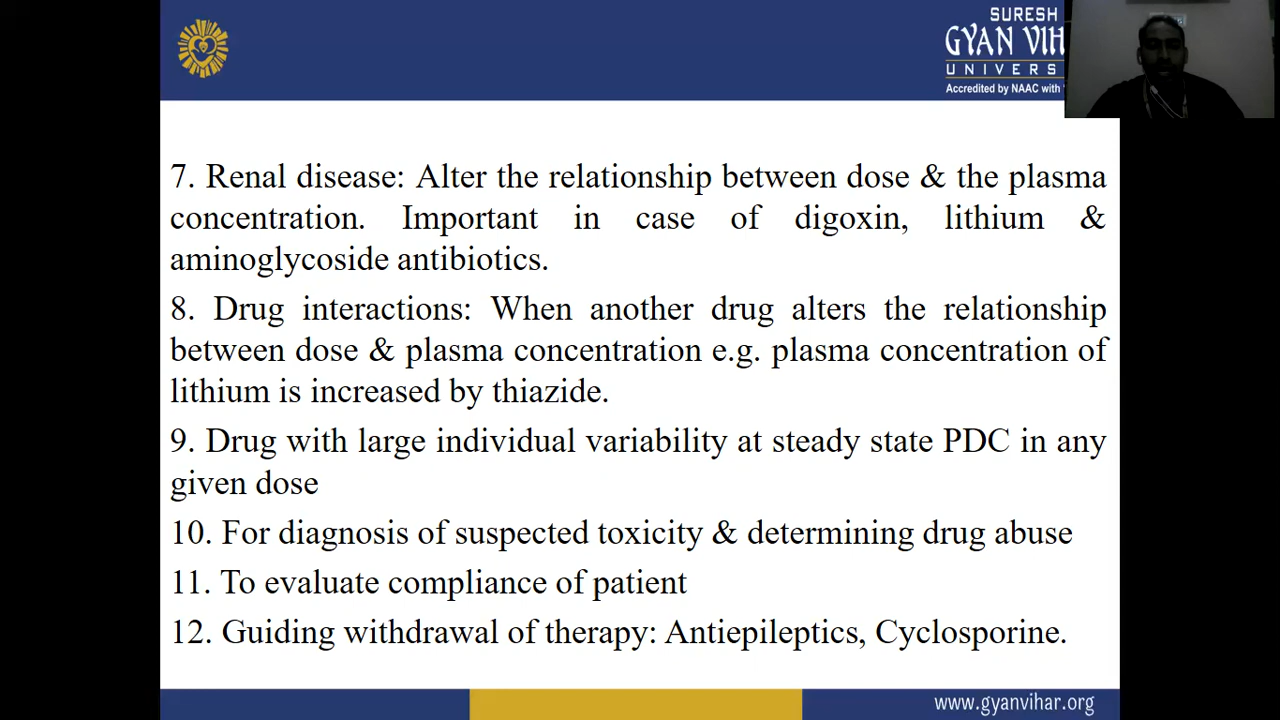 SURESH
GYAN VIH
UNIVERS
Accredited by NAAC with
7. Renal disease: Alter the relationship between dose & the plasma
concentration. Important in case of digoxin, lithium &
aminoglycoside antibiotics.
8. Drug interactions: When another drug alters the relationship
between dose & plasma concentration e.g. plasma concentration of
lithium is increased by thiazide.
9. Drug with large individual variability at steady state PDC in any
given dose
10. For diagnosis of suspected toxicity & determining drug abuse
11. To evaluate compliance of patient
12. Guiding withdrawal of therapy: Antiepileptics, Cyclosporine.
www.gyanvihar.org